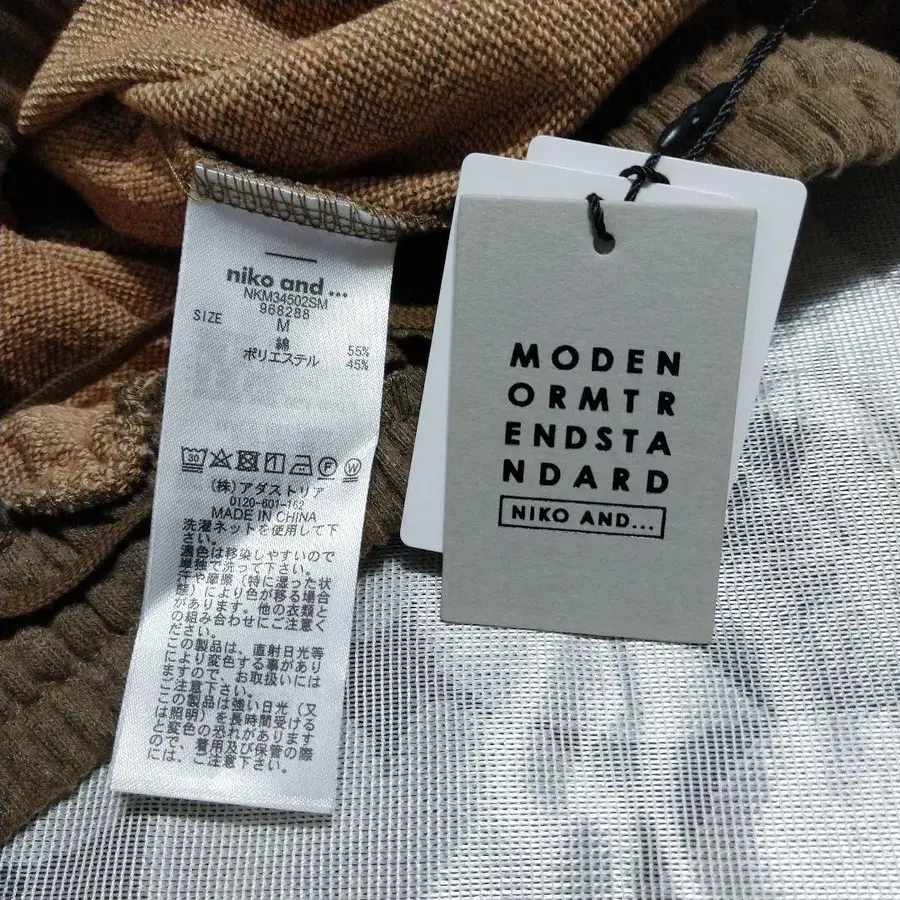 niko and ...
NKM34502SM
968288
SIZE M
綿 55%
ポリエステル 45%
30
F W
(株)アダストリア
0120-601-162
MADE IN CHINA
洗濯ネットを使用して下
さい。
濃色は移染しやすいので
単独で洗って下さい。
汗や摩擦(特に湿った状
態)により色が移る場合
があります。他の衣類と
の組み合わせにご注意く
ださい。
この製品は、直射日光等
により変色する事があり
ますので、お取扱いには
ご注意下さい。
この製品は強い日光(又
は照明)を長時間受ける
と変色の恐れがあります
ので、着用及び保管の際
には、ご注意下さい。
MODEN
ORMTR
ENDSTA
NDARD
NIKO AND...